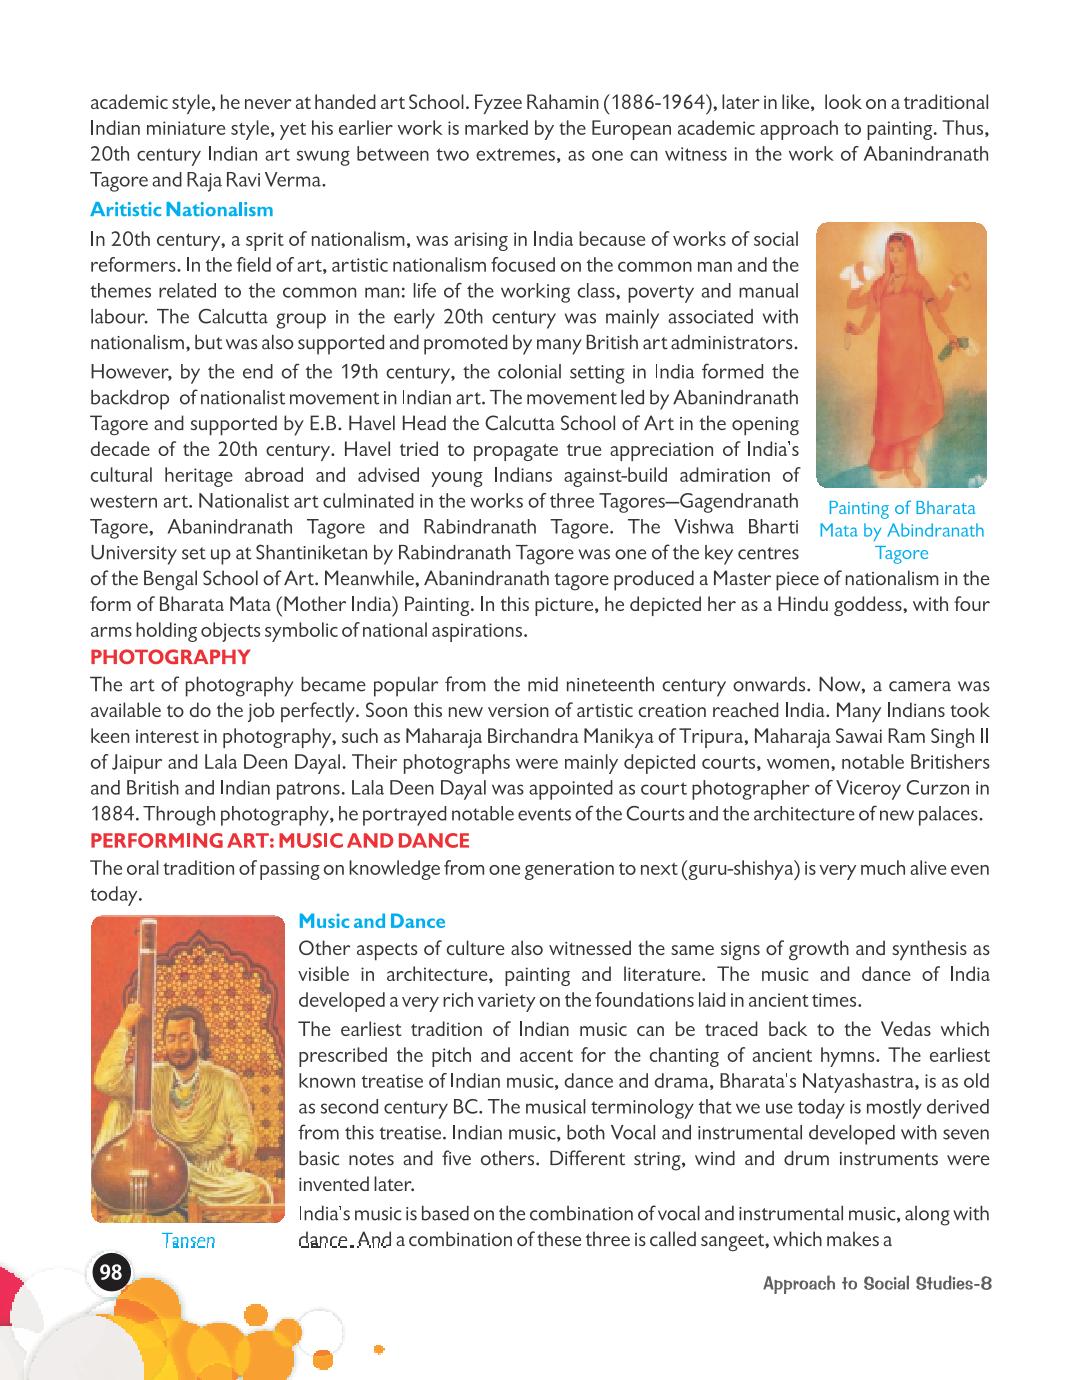 academic style, he never at handed art School. Fyzee Rahamin (1886-1964), later in like, look on a traditional
Indian miniature style, yet his earlier work is marked by the European academic approach to painting. Thus,
20th century Indian art swung between two extremes, as one can witness in the work of Abanindranath
Tagore and Raja Ravi Verma.
Aritistic Nationalism
In 20th century, a sprit of nationalism, was arising in India because of works of social
reformers. In the field of art, artistic nationalism focused on the common man and the
themes related to the common man: life of the working class, poverty and manual
labour. The Calcutta group in the early 20th century was mainly associated with
nationalism, but was also supported and promoted by many British art administrators.
However, by the end of the 19th century, the colonial setting in India formed the
backdrop of nationalist movement in Indian art. The movement led by Abanindranath
Tagore and supported by E.B. Havel Head the Calcutta School of Art in the opening
decade of the 20th century. Havel tried to propagate true appreciation of India's
cultural heritage abroad and advised young Indians against-build admiration of
western art. Nationalist art culminated in the works of three Tagores—Gagendranath
Tagore, Abanindranath Tagore and Rabindranath Tagore. The Vishwa Bharti
University set up at Shantiniketan by Rabindranath Tagore was one of the key centres
of the Bengal School of Art. Meanwhile, Abanindranath tagore produced a Master piece of nationalism in the
form of Bharata Mata (Mother India) Painting. In this picture, he depicted her as a Hindu goddess, with four
arms holding objects symbolic of national aspirations.
Painting of Bharata
Mata by Abindranath
Tagore
PHOTOGRAPHY
The art of photography became popular from the mid nineteenth century onwards. Now, a camera was
available to do the job perfectly. Soon this new version of artistic creation reached India. Many Indians took
keen interest in photography, such as Maharaja Birchandra Manikya of Tripura, Maharaja Sawai Ram Singh II
of Jaipur and Lala Deen Dayal. Their photographs were mainly depicted courts, women, notable Britishers
and British and Indian patrons. Lala Deen Dayal was appointed as court photographer of Viceroy Curzon in
1884. Through photography, he portrayed notable events of the Courts and the architecture of new palaces.
PERFORMING ART: MUSIC AND DANCE
The oral tradition of passing on knowledge from one generation to next (guru-shishya) is very much alive even
today.
Music and Dance
Other aspects of culture also witnessed the same signs of growth and synthesis as
visible in architecture, painting and literature. The music and dance of India
developed a very rich variety on the foundations laid in ancient times.
The earliest tradition of Indian music can be traced back to the Vedas which
prescribed the pitch and accent for the chanting of ancient hymns. The earliest
known treatise of Indian music, dance and drama, Bharata's Natyashastra, is as old
as second century BC. The musical terminology that we use today is mostly derived
from this treatise. Indian music, both Vocal and instrumental developed with seven
basic notes and five others. Different string, wind and drum instruments were
invented later.
India's music is based on the combination of vocal and instrumental music, along with
dance. And a combination of these three is called sangeet, which makes a
Tansen
98
Approach to Social Studies-8